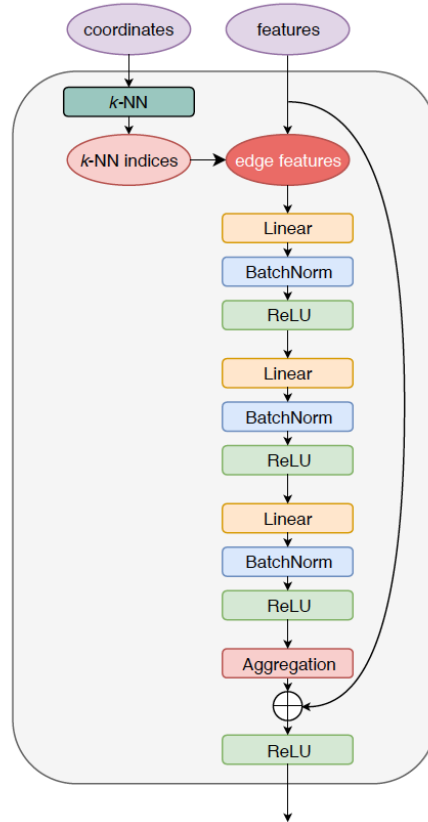 coordinates
features
k-NN
k-NN indices
edge features
Linear
BatchNorm
ReLU
Linear
BatchNorm
ReLU
Linear
BatchNorm
ReLU
Aggregation
ReLU